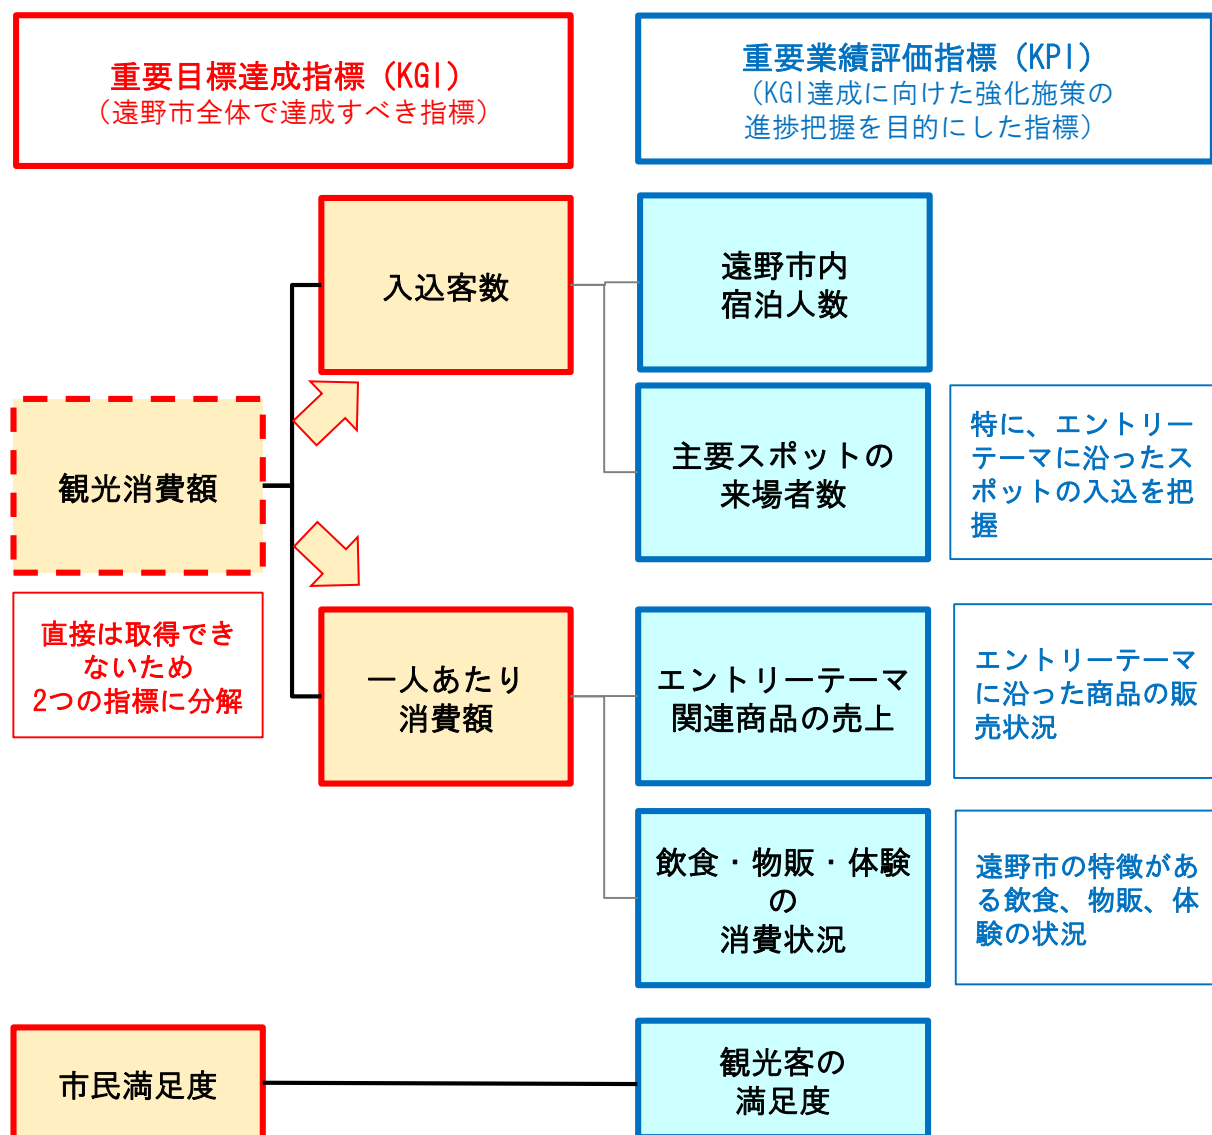 重要目標達成指標（KGI）
（遠野市全体で達成すべき指標）
重要業績評価指標（KPI）
（KGI達成に向けた強化施策の
進捗把握を目的にした指標）
入込客数
遠野市内
宿泊人数
観光消費額
主要スポットの
来場者数
特に、エントリー
テーマに沿ったス
ポットの入込を把
握
直接は取得でき
ないため
2つの指標に分解
一人あたり
消費額
エントリーテーマ
関連商品の売上
エントリーテーマ
に沿った商品の販
売状況
飲食・物販・体験
の
消費状況
遠野市の特徴があ
る飲食、物販、体
験の状況
市民満足度
観光客の
満足度